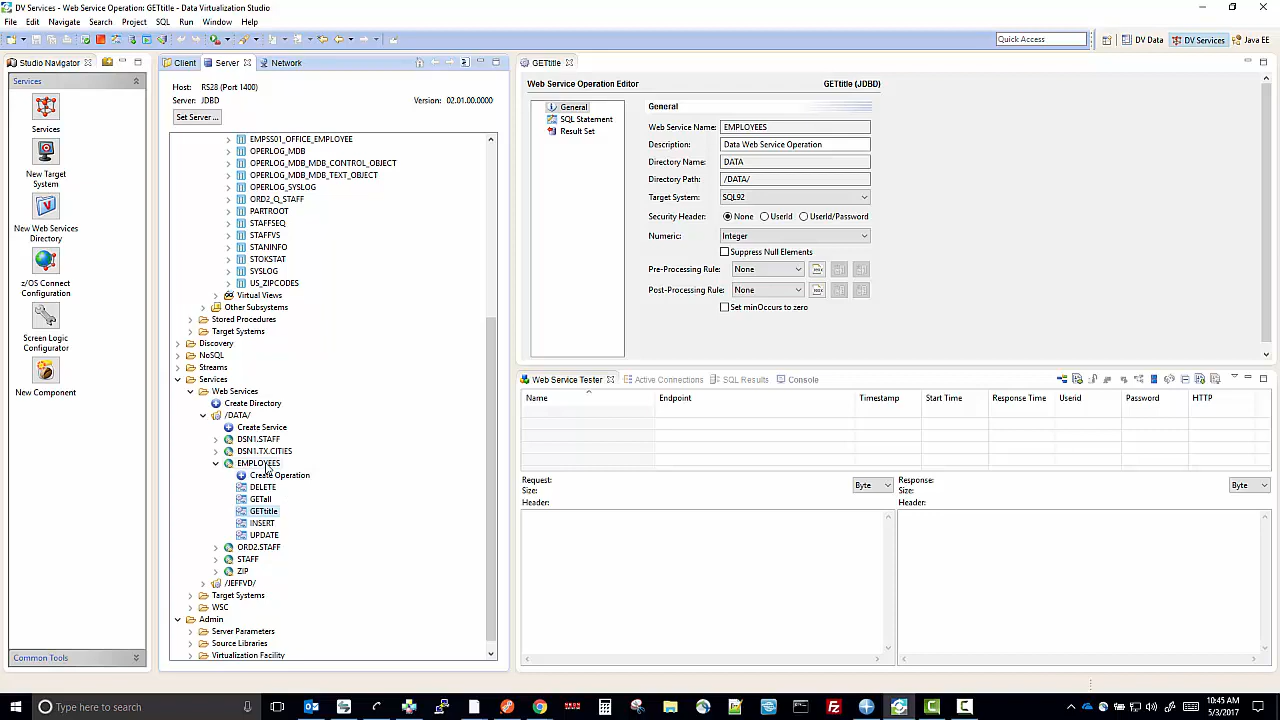 DV Services - Web Service Operation: GETtitle - Data Virtualization Studio
File Edit Navigate Search Project SQL Run Window Help
Quick Access
DV Data
DV Services
Java EE
Studio Navigator
Services
Services
New Target System
New Web Services Directory
z/OS Connect Configuration
Screen Logic Configurator
New Component
Common Tools
Client
Server
Network
Host: RS28 (Port 1400)
Server: JDBD
Version: 02.01.00.0000
Set Server ...
EMPSS01_OFFICE_EMPLOYEE
OPERLOG_MDB
OPERLOG_MDB_MDB_CONTROL_OBJECT
OPERLOG_MDB_MDB_TEXT_OBJECT
OPERLOG_SYSLOG
ORD2_Q_STAFF
PARTROOT
STAFFSEQ
STAFFVS
STANINFO
STOKSTAT
SYSLOG
US_ZIPCODES
Virtual Views
Other Subsystems
Stored Procedures
Target Systems
Discovery
NoSQL
Streams
Services
Web Services
Create Directory
/DATA/
Create Service
DSN1.STAFF
DSN1.TX.CITIES
EMPLOYEES
Create Operation
DELETE
GETall
GETtitle
INSERT
UPDATE
ORD2.STAFF
STAFF
ZIP
/JEFFVD/
Target Systems
WSC
Admin
Server Parameters
Source Libraries
Virtualization Facility
GETtitle
Web Service Operation Editor
GETtitle (JDBD)
General
SQL Statement
Result Set
General
Web Service Name: EMPLOYEES
Description: Data Web Service Operation
Directory Name: DATA
Directory Path: /DATA/
Target System: SQL92
Security Header: None UserId UserId/Password
Numeric: Integer
Suppress Null Elements
Pre-Processing Rule: None
Post-Processing Rule: None
Set minOccurs to zero
Web Service Tester
Active Connections
SQL Results
Console
Name Endpoint Timestamp Start Time Response Time Userid Password HTTP
Request:
Size:
Byte
Header:
Response:
Size:
Byte
Header:
Type here to search
10:45 AM
5/3/2017